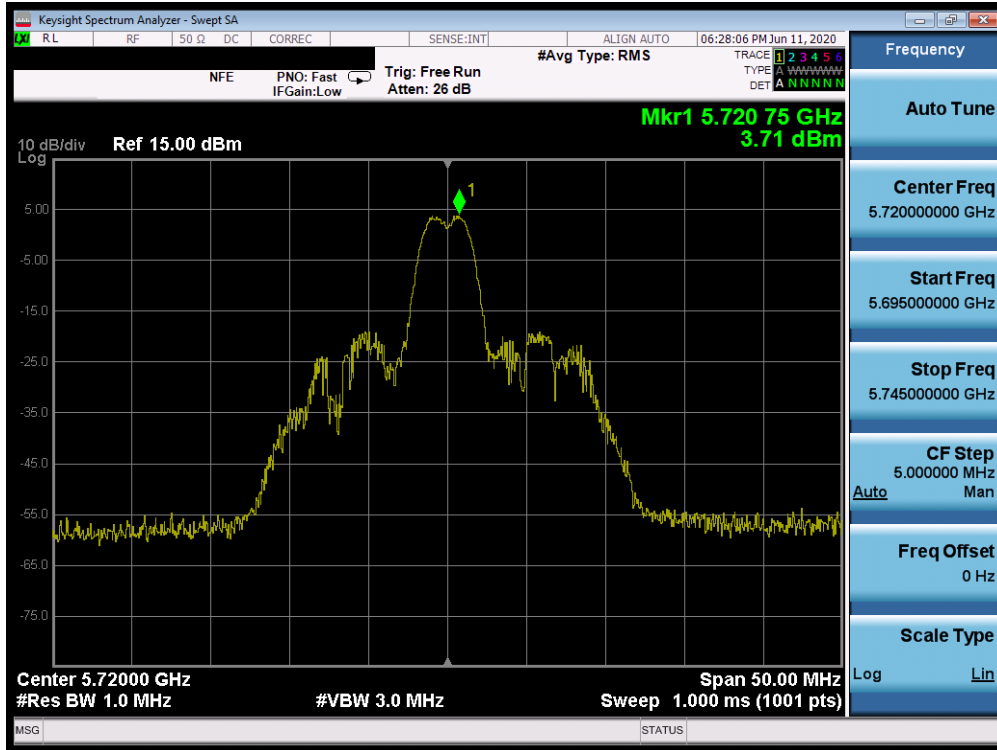 Keysight Spectrum Analyzer - Swept SA
LXI RL RF 50 Ω DC CORREC SENSE:INT ALIGN AUTO 06:28:06 PM Jun 11, 2020
#Avg Type: RMS TRACE 1 2 3 4 5 6
NFE PNO: Fast Trig: Free Run TYPE A WWWWW
IFGain:Low Atten: 26 dB DET A N N N N N
Mkr1 5.720 75 GHz
3.71 dBm
10 dB/div Ref 15.00 dBm
Log
1
5.00
-5.00
-15.0
-25.0
-35.0
-45.0
-55.0
-65.0
-75.0
Center 5.72000 GHz Span 50.00 MHz
#Res BW 1.0 MHz #VBW 3.0 MHz Sweep 1.000 ms (1001 pts)
MSG STATUS
Frequency
Auto Tune
Center Freq
5.720000000 GHz
Start Freq
5.695000000 GHz
Stop Freq
5.745000000 GHz
CF Step
5.000000 MHz
Auto Man
Freq Offset
0 Hz
Scale Type
Log Lin